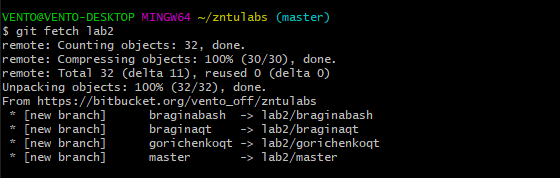 VENTO@VENTO-DESKTOP MINGW64 ~/zntulabs (master)
$ git fetch lab2
remote: Counting objects: 32, done.
remote: Compressing objects: 100% (30/30), done.
remote: Total 32 (delta 11), reused 0 (delta 0)
Unpacking objects: 100% (32/32), done.
From https://bitbucket.org/vento_off/zntulabs
 * [new branch]      braginabash  -> lab2/braginabash
 * [new branch]      braginaqt    -> lab2/braginaqt
 * [new branch]      gorichenkoqt -> lab2/gorichenkoqt
 * [new branch]      master       -> lab2/master